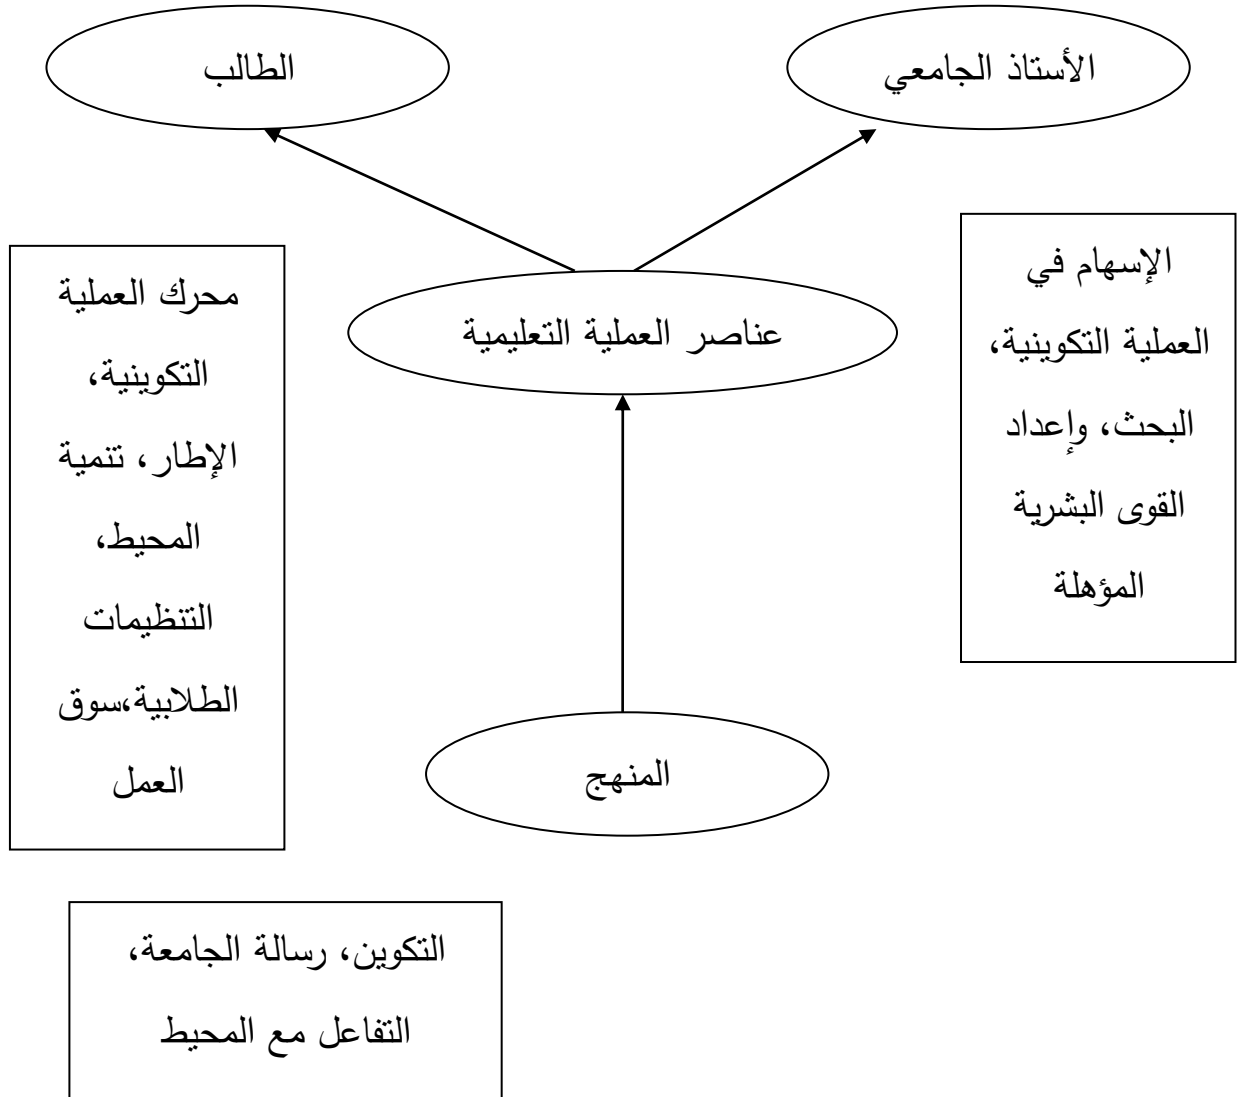 الأستاذ الجامعي
الطالب
الإسهام في
العملية التكوينية،
البحث، وإعداد
القوى البشرية
المؤهلة
عناصر العملية التعليمية
محرك العملية
التكوينية،
الإطار، تنمية
المحيط،
التنظيمات
الطلابية،سوق
العمل
المنهج
التكوين، رسالة الجامعة،
التفاعل مع المحيط